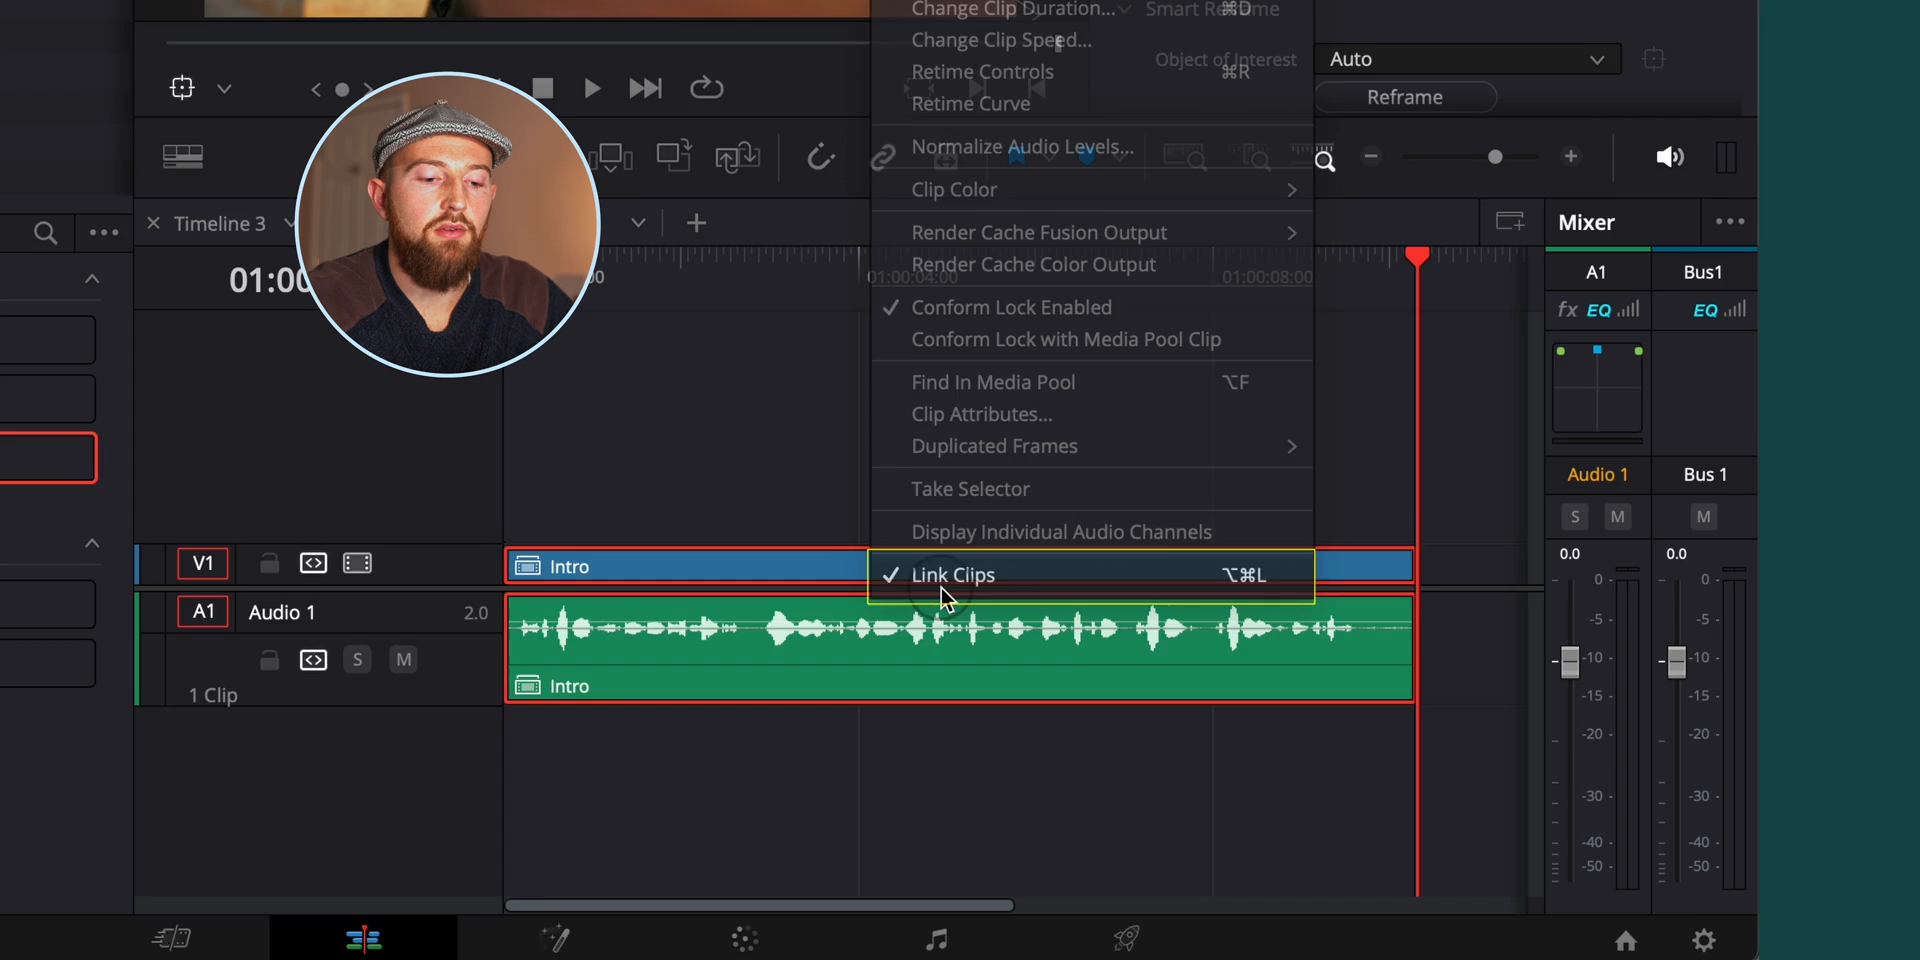 Change Clip Duration... ⌘D
Smart Reframe
Change Clip Speed...
Object of Interest
Auto
Retime Controls ⌘R
Reframe
Retime Curve
Normalize Audio Levels...
Clip Color
Timeline 3
Mixer
Render Cache Fusion Output
Render Cache Color Output
01:00
00
01:00:04:00
01:00:08:00
A1
Bus1
Conform Lock Enabled
fx EQ
EQ
Conform Lock with Media Pool Clip
Find In Media Pool ⌥F
Clip Attributes...
Duplicated Frames
Audio 1
Bus 1
Take Selector
S M
M
Display Individual Audio Channels
0.0
0.0
V1
Intro
Link Clips ⌥⌘L
A1
Audio 1
2.0
S M
1 Clip
Intro
0
-5
-10
-15
-20
-30
-40
-50
0
-5
-10
-15
-20
-30
-40
-50